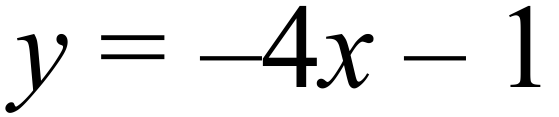 y = −4x − 1